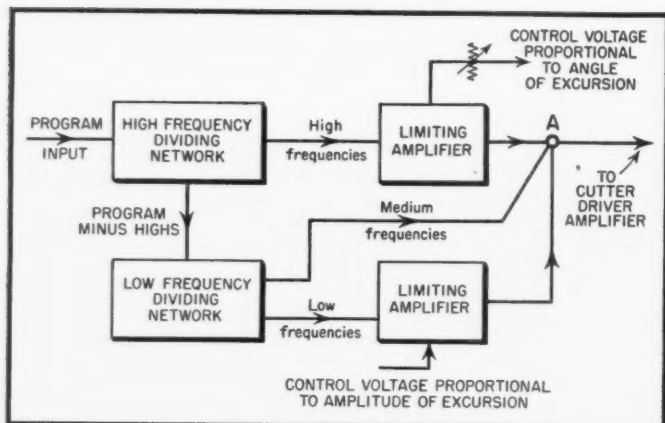 CONTROL VOLTAGE
PROPORTIONAL
TO ANGLE
OF EXCURSION
PROGRAM
INPUT
HIGH FREQUENCY
DIVIDING
NETWORK
High
frequencies
LIMITING
AMPLIFIER
A
TO
CUTTER
DRIVER
AMPLIFIER
PROGRAM
MINUS HIGHS
Medium
frequencies
LOW FREQUENCY
DIVIDING
NETWORK
Low
frequencies
LIMITING
AMPLIFIER
CONTROL VOLTAGE PROPORTIONAL
TO AMPLITUDE OF EXCURSION